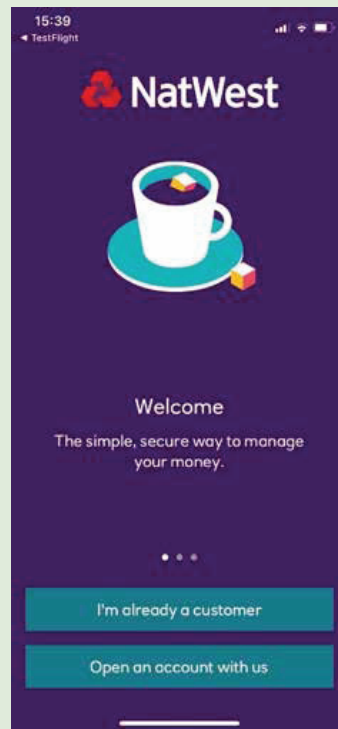 15:39
◀ TestFlight
NatWest
Welcome
The simple, secure way to manage
your money.
I'm already a customer
Open an account with us